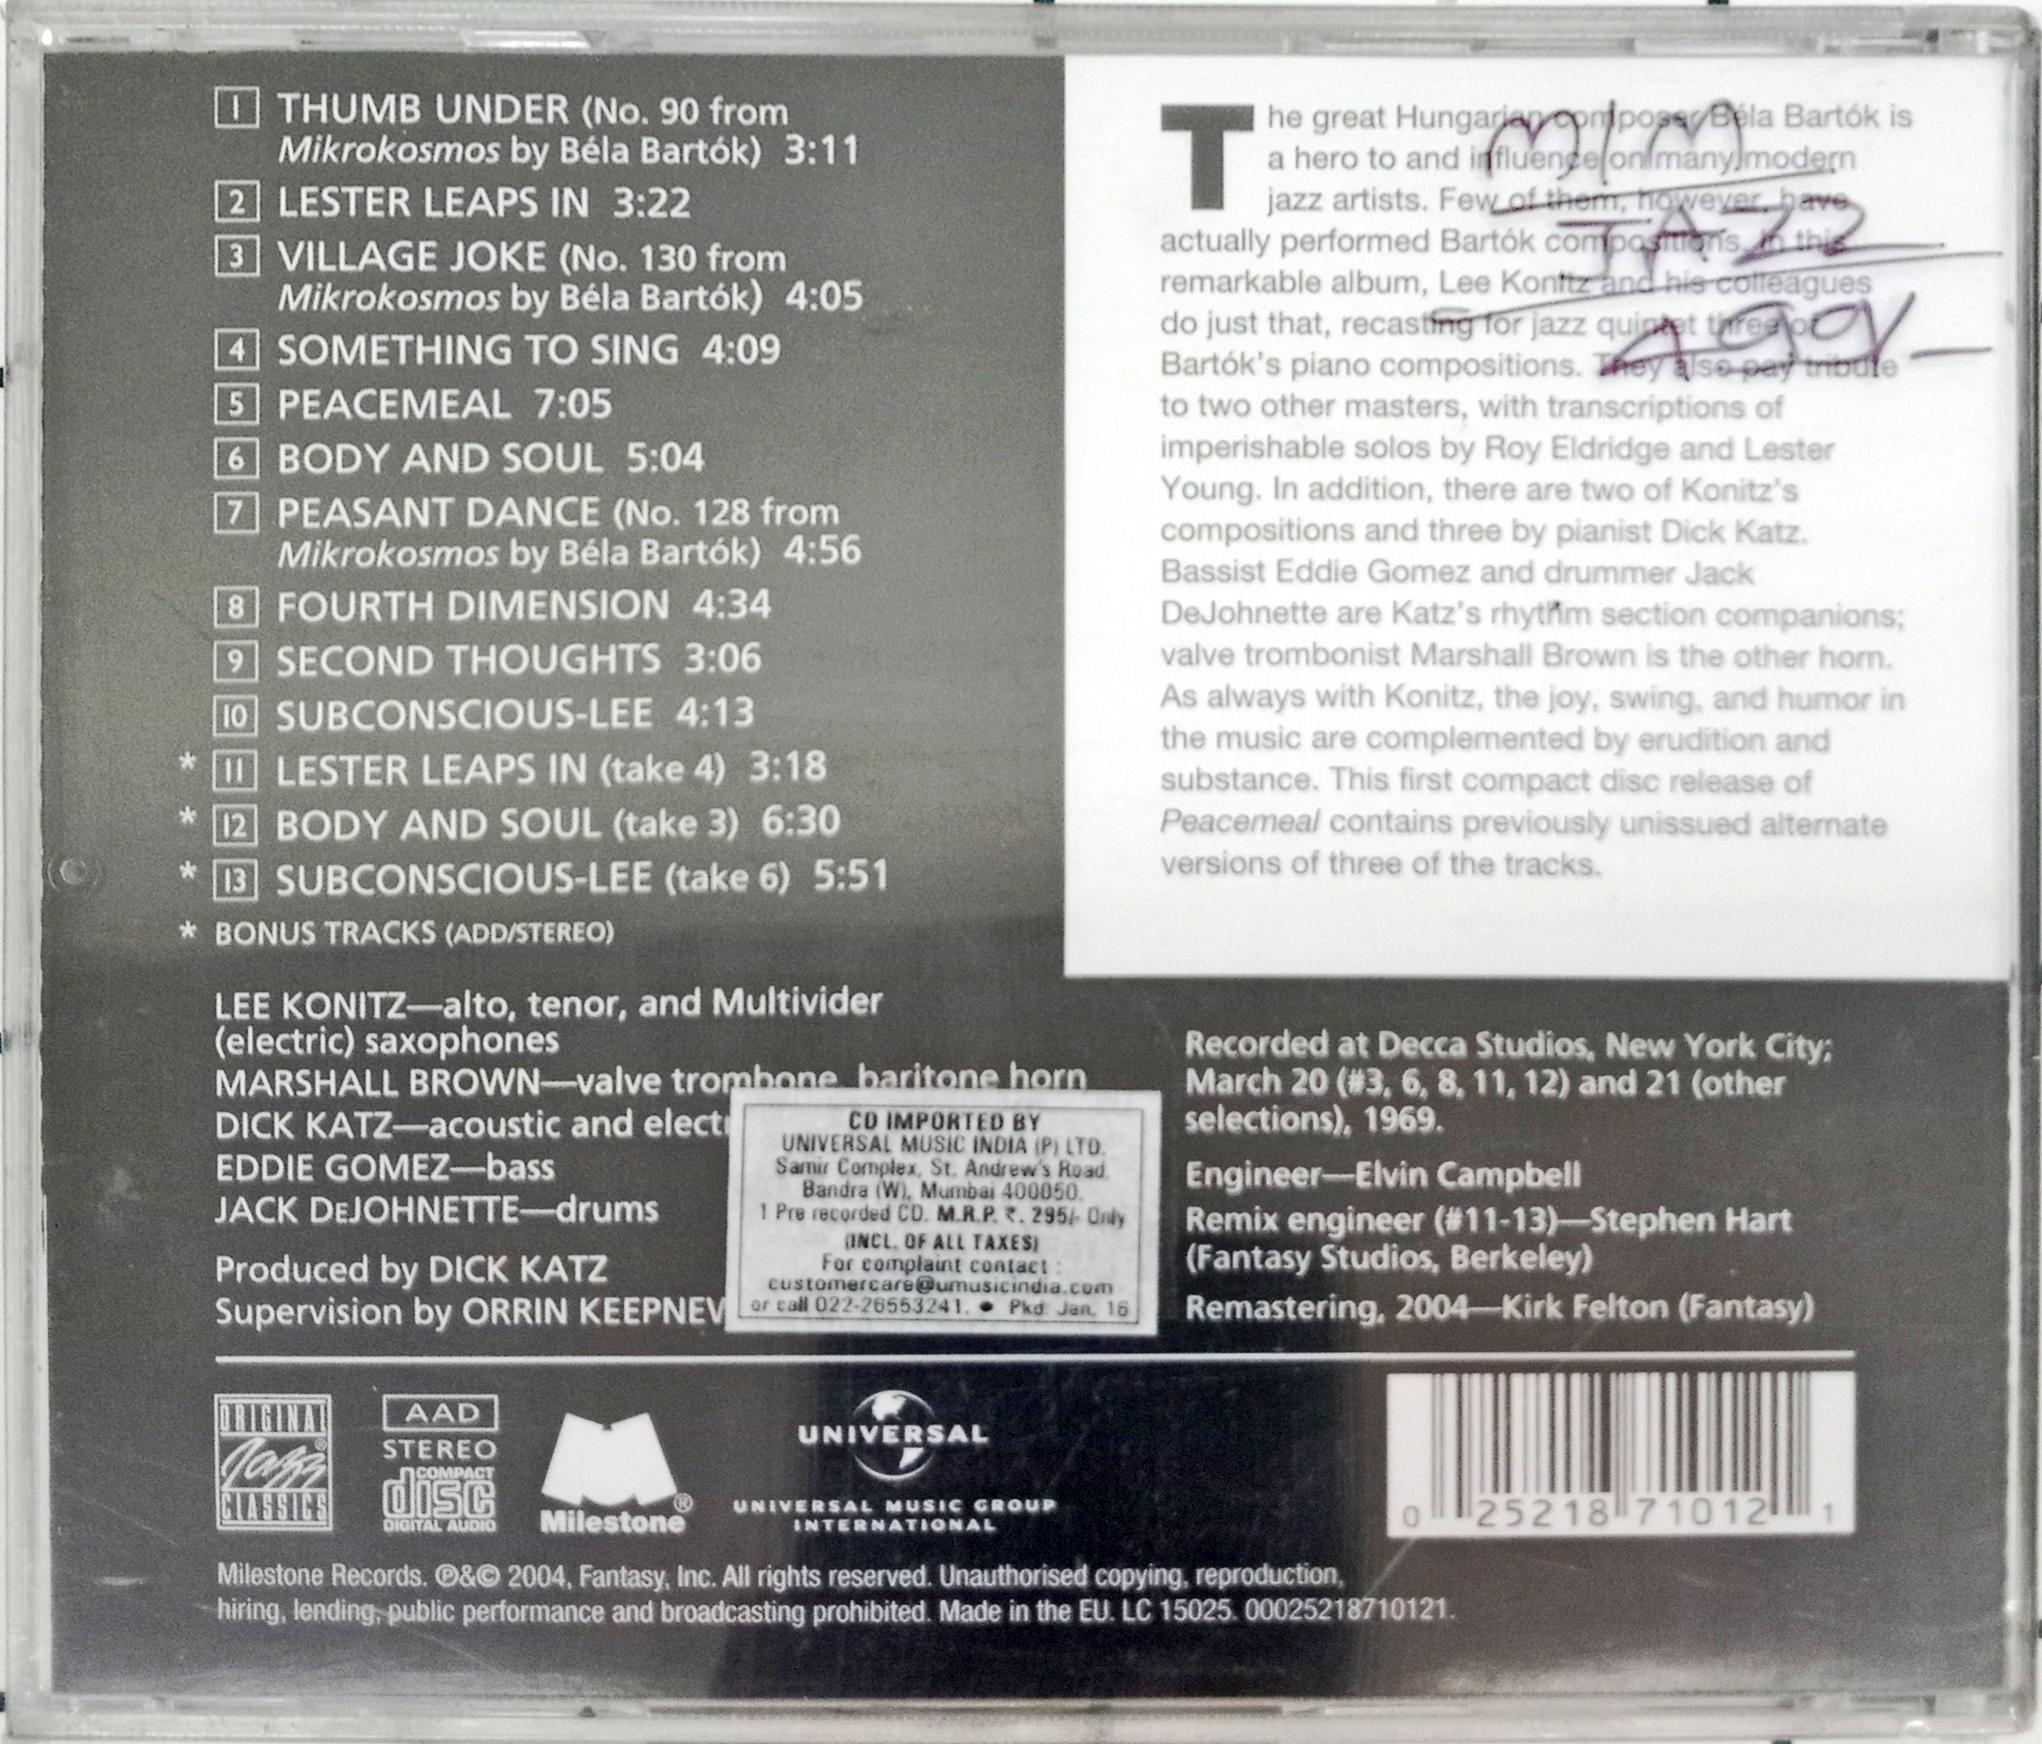 1 THUMB UNDER (No. 90 from
Mikrokosmos by Béla Bartók) 3:11
2 LESTER LEAPS IN 3:22
3 VILLAGE JOKE (No. 130 from
Mikrokosmos by Béla Bartók) 4:05
4 SOMETHING TO SING 4:09
5 PEACEMEAL 7:05
6 BODY AND SOUL 5:04
7 PEASANT DANCE (No. 128 from
Mikrokosmos by Béla Bartók) 4:56
8 FOURTH DIMENSION 4:34
9 SECOND THOUGHTS 3:06
10 SUBCONSCIOUS-LEE 4:13
* 11 LESTER LEAPS IN (take 4) 3:18
* 12 BODY AND SOUL (take 3) 6:30
* 13 SUBCONSCIOUS-LEE (take 6) 5:51
* BONUS TRACKS (ADD/STEREO)
LEE KONITZ—alto, tenor, and Multivider
(electric) saxophones
MARSHALL BROWN—valve trombone, baritone horn
DICK KATZ—acoustic and
EDDIE GOMEZ—bass
JACK DEJOHNETTE—drums
Produced by DICK KATZ
Supervision by ORRIN
The great Hungarian composer Béla Bartók is
a hero to and influence on many modern
jazz artists. Few of them, however, have
actually performed Bartók compositions. In this
remarkable album, Lee Konitz and his colleagues
do just that, recasting for jazz quintet three of
Bartók's piano compositions. They also pay tribute
to two other masters, with transcriptions of
imperishable solos by Roy Eldridge and Lester
Young. In addition, there are two of Konitz's
compositions and three by pianist Dick Katz.
Bassist Eddie Gomez and drummer Jack
DeJohnette are Katz's rhythm section companions;
valve trombonist Marshall Brown is the other horn.
As always with Konitz, the joy, swing, and humor in
the music are complemented by erudition and
substance. This first compact disc release of
Peacemeal contains previously unissued alternate
versions of three of the tracks.
JAZZ
CD IMPORTED BY
UNIVERSAL MUSIC INDIA (P) LTD.
Samir Complex, St. Andrew's Road,
Bandra (W), Mumbai 400050.
1 Pre recorded CD. M.R.P. ₹. 295/- Only
(INCL. OF ALL TAXES)
For complaint contact :
customercare@umusicindia.com
or call 022-26553241. ● Pkd: Jan. 16
Recorded at Decca Studios, New York City;
March 20 (#3, 6, 8, 11, 12) and 21 (other
selections), 1969.
Engineer—Elvin Campbell
Remix engineer (#11-13)—Stephen Hart
(Fantasy Studios, Berkeley)
Remastering, 2004—Kirk Felton (Fantasy)
ORIGINAL
Jazz®
CLASSICS
AAD
STEREO
COMPACT
disc
DIGITAL AUDIO
Milestone®
UNIVERSAL
UNIVERSAL MUSIC GROUP
INTERNATIONAL
0 25218 71012 1
Milestone Records. ℗&© 2004, Fantasy, Inc. All rights reserved. Unauthorised copying, reproduction,
hiring, lending, public performance and broadcasting prohibited. Made in the EU. LC 15025. 00025218710121.